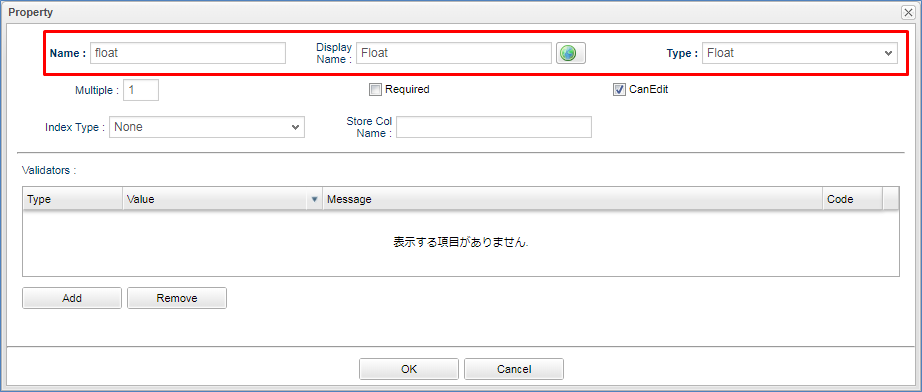 Property
Name : float Display Name : Float Type : Float
Multiple : 1 Required CanEdit
Index Type : None Store Col Name :
Validators :
Type Value Message Code
表示する項目がありません.
Add Remove
OK Cancel